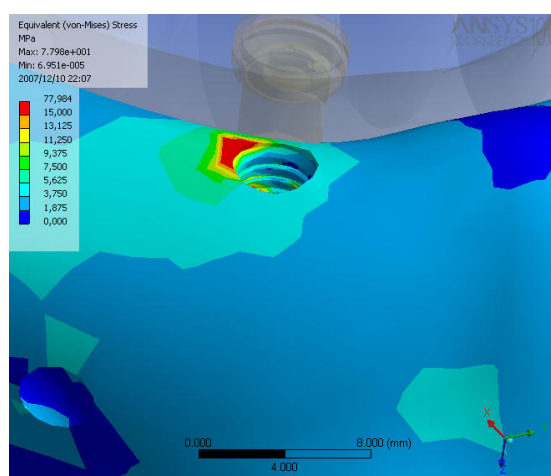 Equivalent (von-Mises) Stress
MPa
Max: 7.798e+001
Min: 6.951e-005
2007/12/10 22:07
77,984
15,000
13,125
11,250
9,375
7,500
5,625
3,750
1,875
0,000
ANSYS
X
Z
0.000
8.000 (mm)
4.000